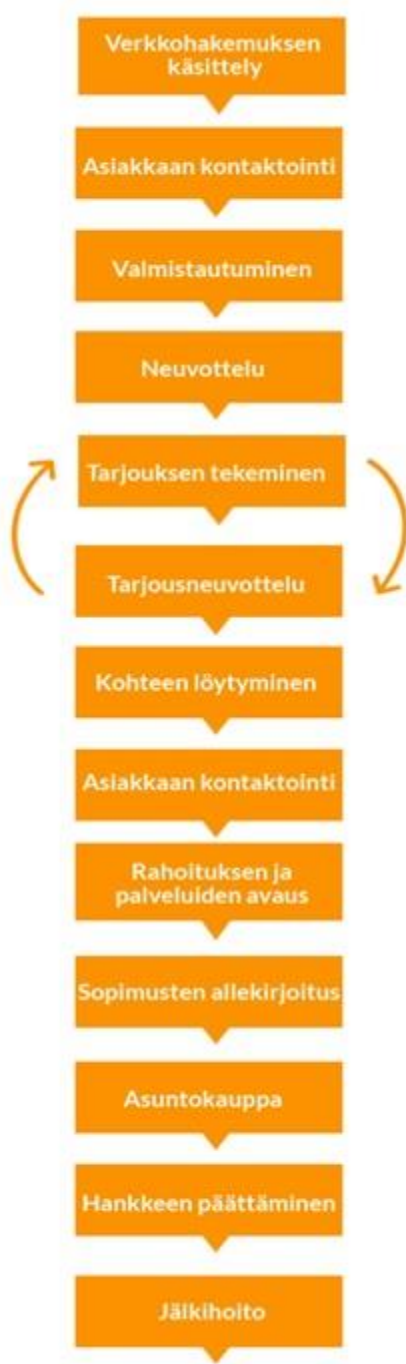 Verkkohakemuksen
käsittely
Asiakkaan kontaktointi
Valmistautuminen
Neuvottelu
Tarjouksen tekeminen
Tarjousneuvottelu
Kohteen löytyminen
Asiakkaan kontaktointi
Rahoituksen ja
palveluiden avaus
Sopimusten allekirjoitus
Asuntokauppa
Hankkeen päättäminen
Jälkihoito